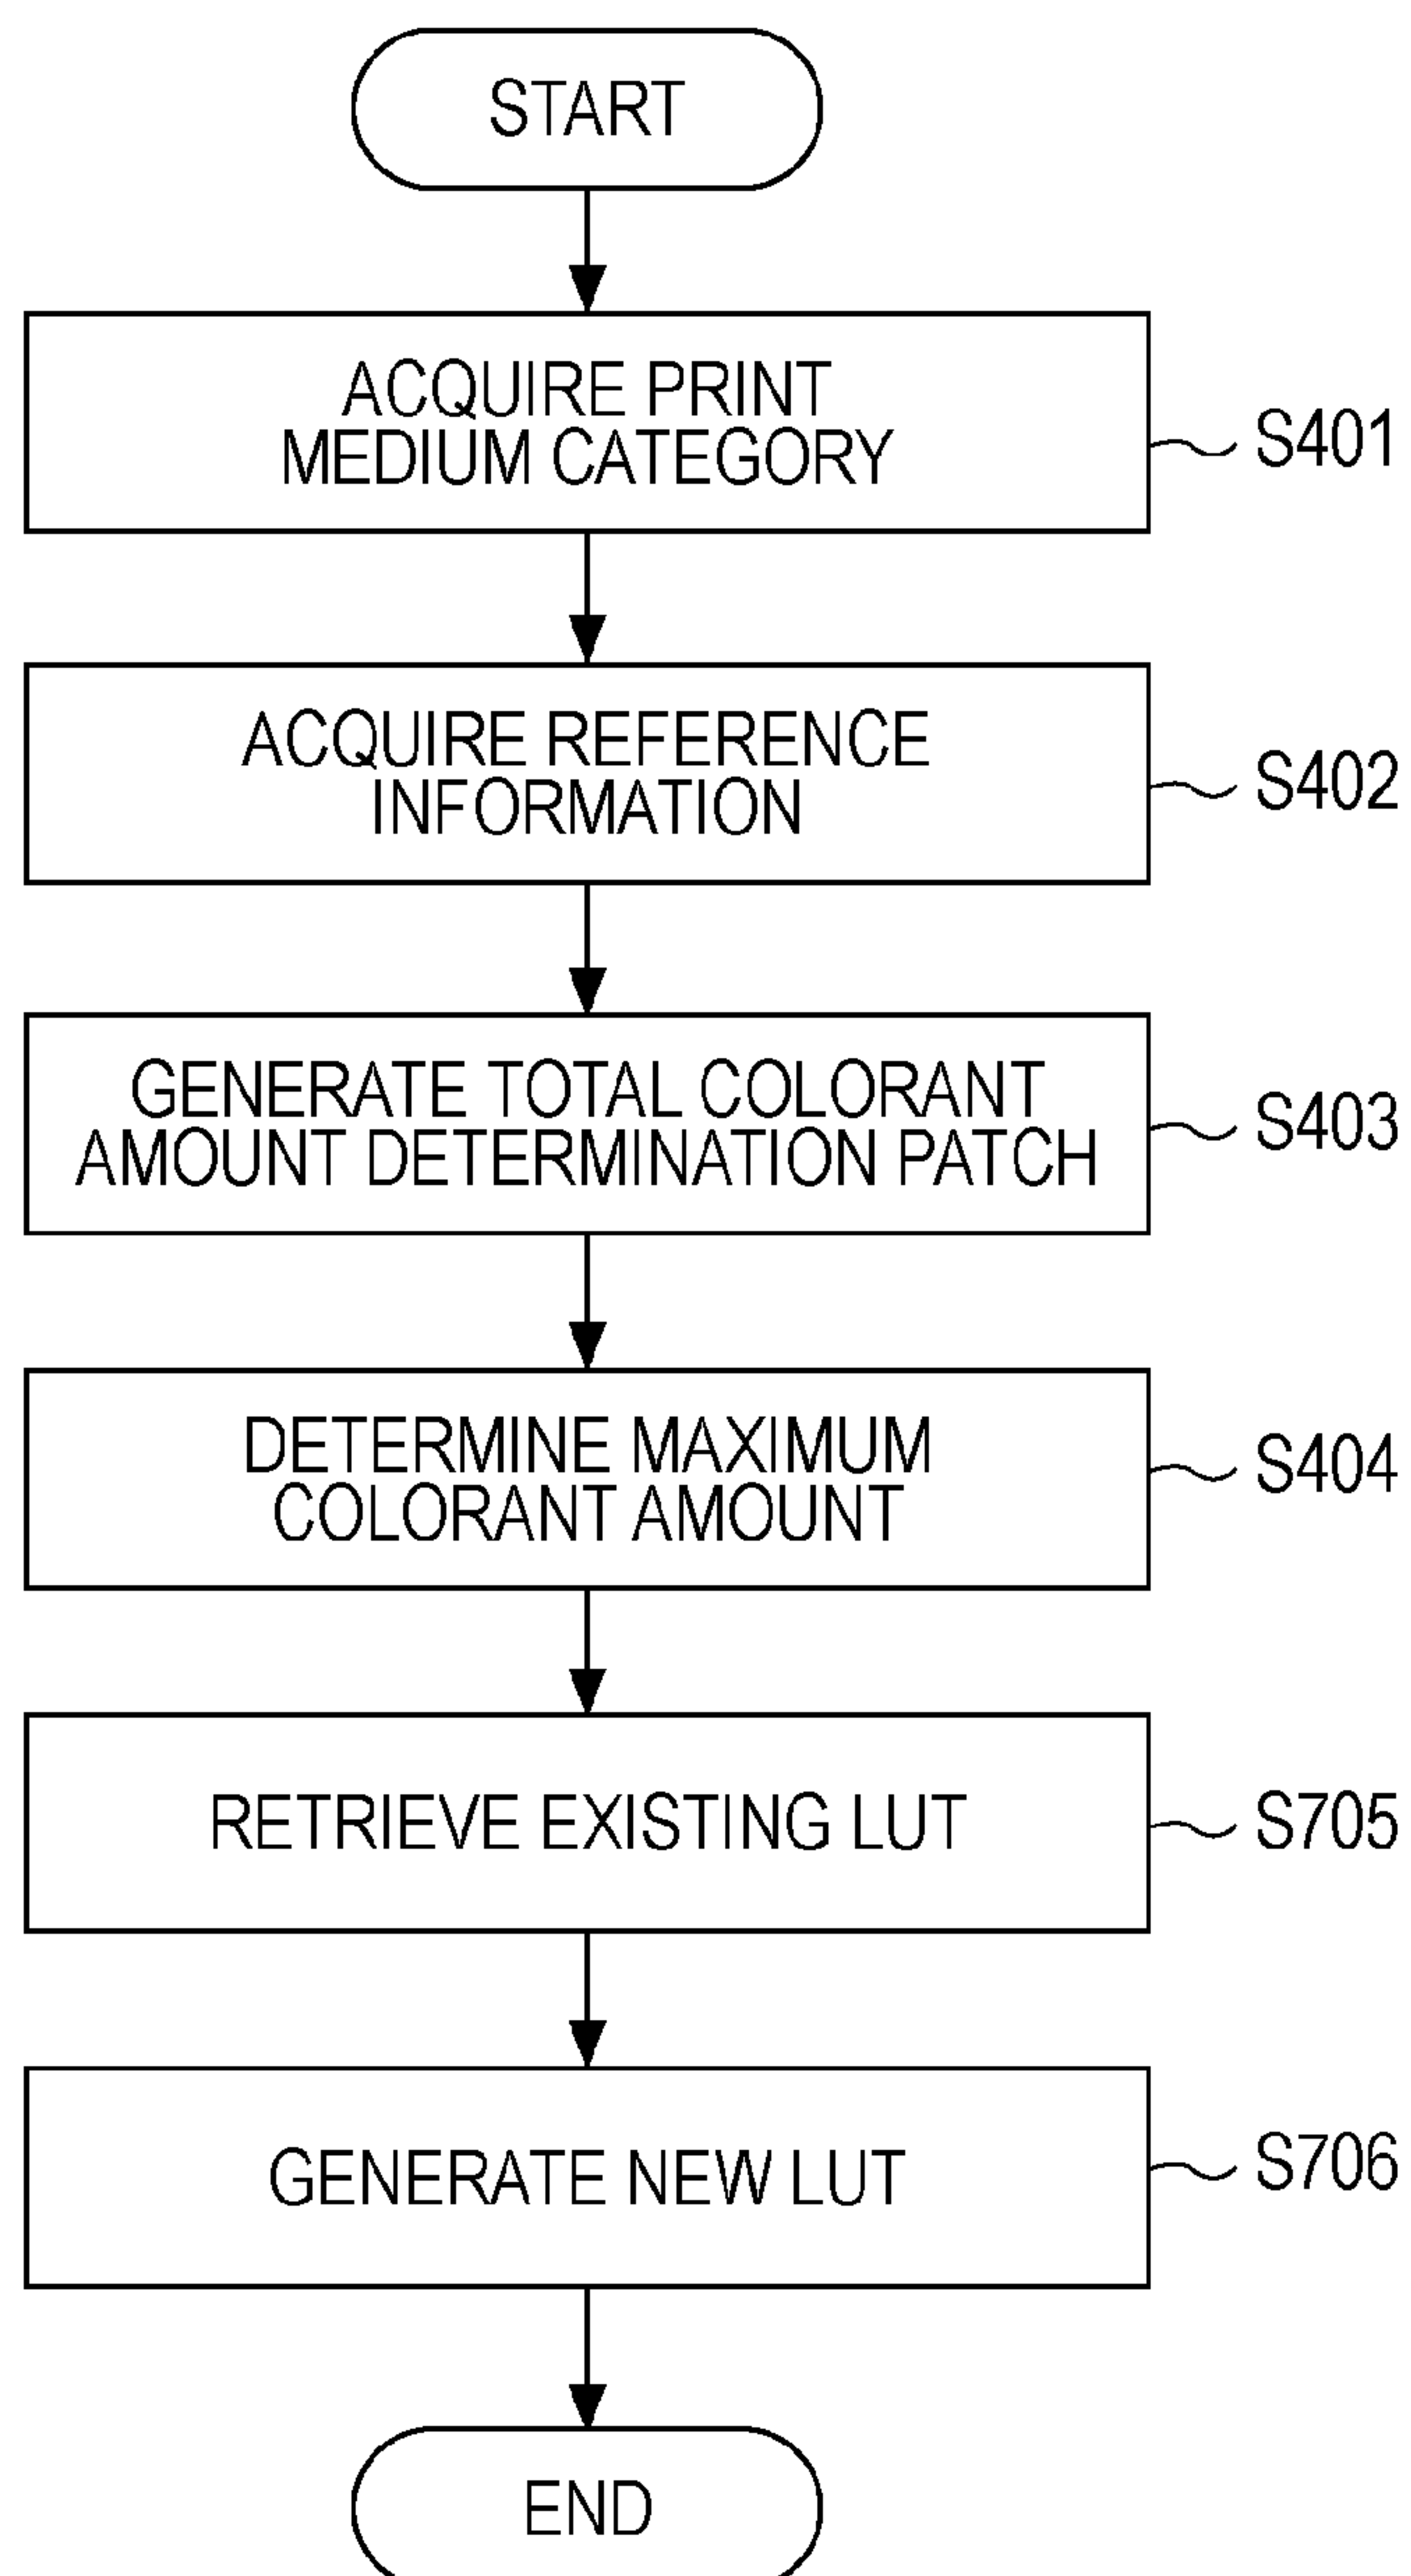 START
ACQUIRE PRINT
MEDIUM CATEGORY
S401
ACQUIRE REFERENCE
INFORMATION
S402
GENERATE TOTAL COLORANT
AMOUNT DETERMINATION PATCH
S403
DETERMINE MAXIMUM
COLORANT AMOUNT
S404
RETRIEVE EXISTING LUT
S705
GENERATE NEW LUT
S706
END